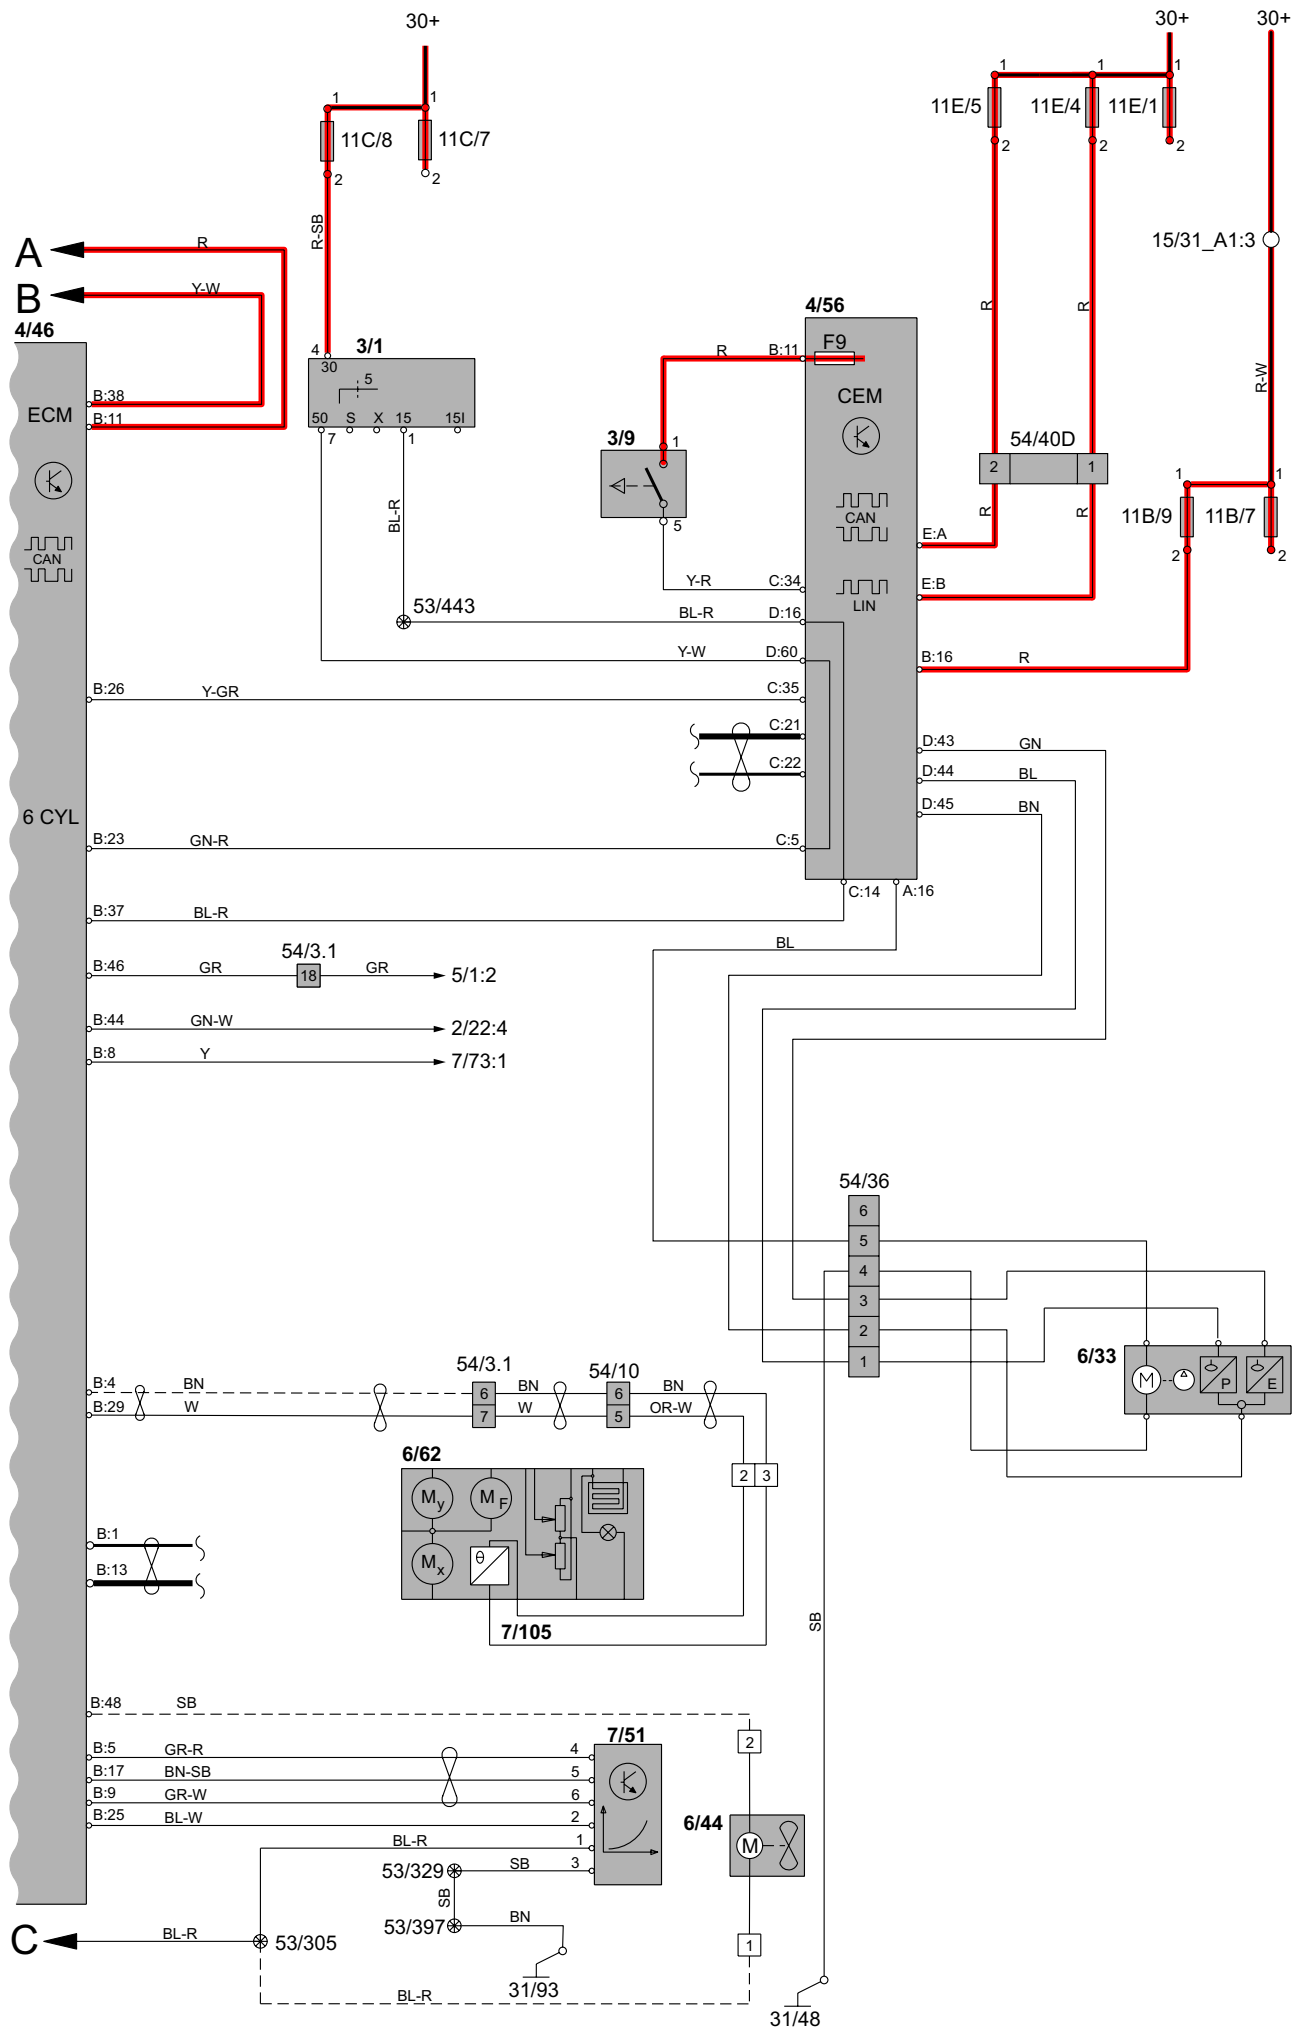 30+
30+
30+
1
1
11C/8
11C/7
2
2
R-SB
1
1
1
11E/5
11E/4
11E/1
2
2
2
15/31_A1:3
A
R
B
Y-W
4/46
B:38
ECM
B:11
CAN
4
3/1
30
5
50
S
X
15
15I
7
1
BL-R
4/56
F9
R
B:11
CEM
3/9
1
5
CAN
LIN
R
R
R-W
54/40D
2
1
R
R
1
1
11B/9
11B/7
2
2
E:A
E:B
Y-R
C:34
53/443
BL-R
D:16
Y-W
D:60
B:16
R
B:26
Y-GR
C:35
C:21
C:22
D:43
GN
D:44
BL
D:45
BN
6 CYL
B:23
GN-R
C:5
C:14
A:16
B:37
BL-R
BL
B:46
GR
54/3.1
18
GR
5/1:2
B:44
GN-W
2/22:4
B:8
Y
7/73:1
54/36
6
5
4
3
2
1
6/33
M
P
E
B:4
BN
54/3.1
6
BN
54/10
6
BN
B:29
W
7
W
5
OR-W
2
3
6/62
My
MF
Mx
θ
7/105
B:1
B:13
SB
B:48
SB
7/51
2
B:5
GR-R
4
B:17
BN-SB
5
B:9
GR-W
6
B:25
BL-W
2
BL-R
1
53/329
SB
3
SB
53/397
BN
6/44
M
1
C
BL-R
53/305
31/93
BL-R
31/48